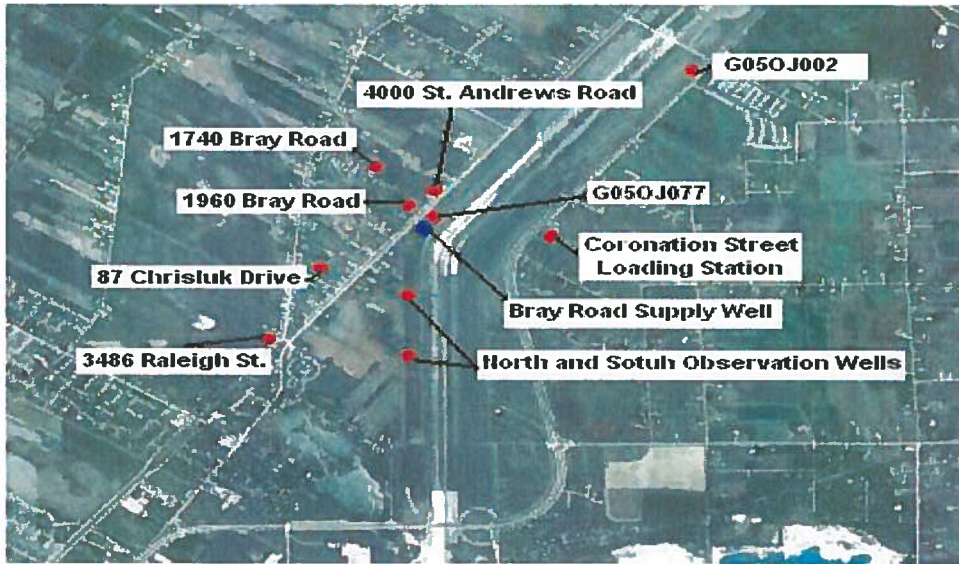 G05OJ002
4000 St. Andrews Road
1740 Bray Road
1960 Bray Road
G05OJ077
Coronation Street
Loading Station
87 Chrisluk Drive
Bray Road Supply Well
3486 Raleigh St.
North and Sotuh Observation Wells